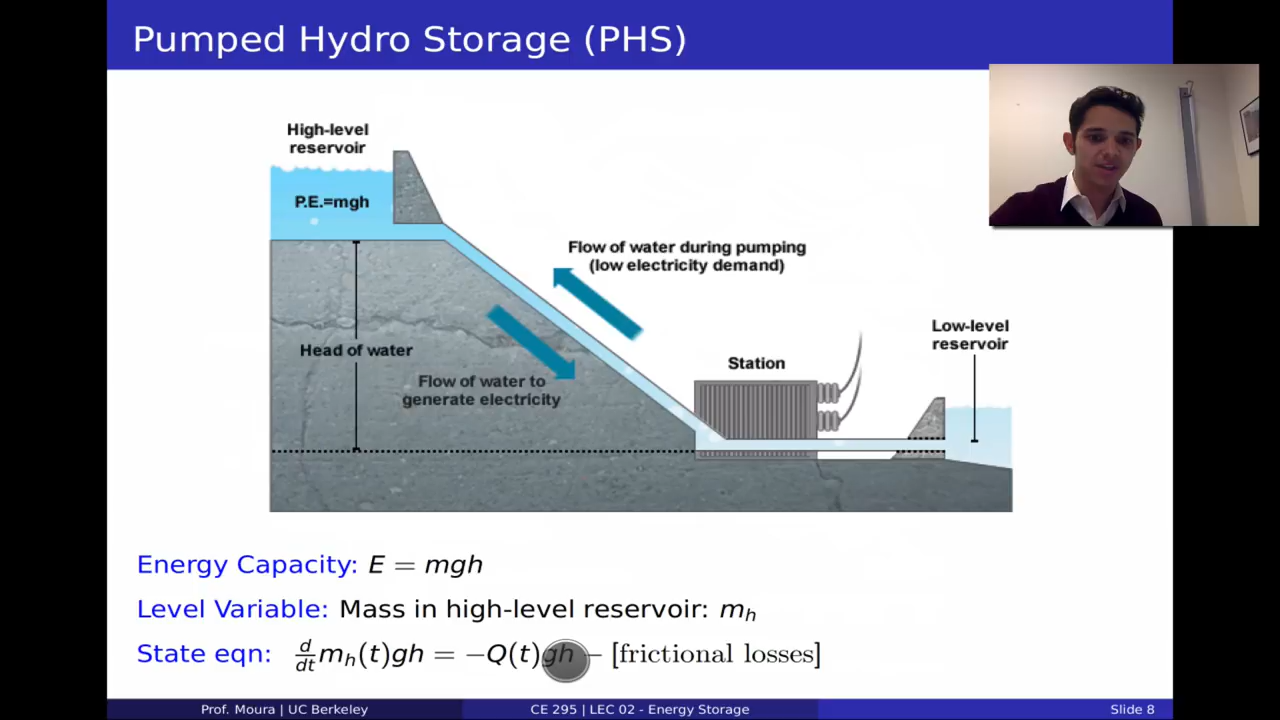 Pumped Hydro Storage (PHS)
High-level
reservoir
P.E.=mgh
Flow of water during pumping
(low electricity demand)
Head of water
Flow of water to
generate electricity
Station
Low-level
reservoir
Energy Capacity: E = mgh
Level Variable: Mass in high-level reservoir: mₕ
State eqn: d/dt mₕ(t)gh = −Q(t)gh − [frictional losses]
Prof. Moura | UC Berkeley CE 295 | LEC 02 - Energy Storage Slide 8